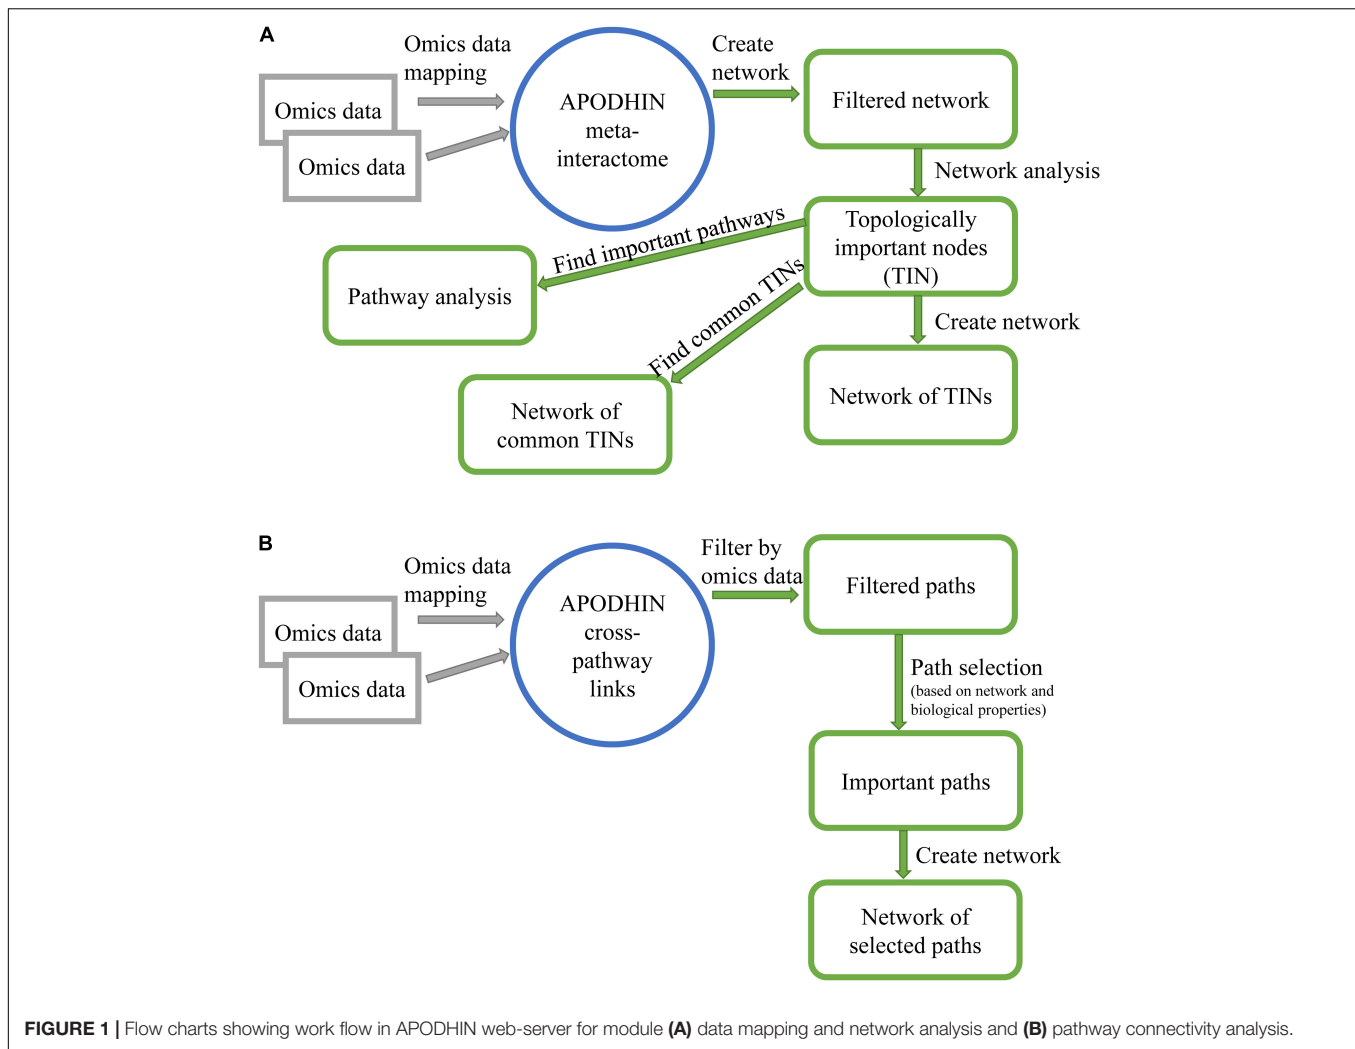 A
Omics data
mapping
Omics data
Omics data
APODHIN
meta-
interactome
Create
network
Filtered network
Network analysis
Topologically
important nodes
(TIN)
Find important pathways
Pathway analysis
Find common TINs
Network of
common TINs
Create network
Network of TINs
B
Omics data
mapping
Omics data
Omics data
APODHIN
cross-
pathway
links
Filter by
omics data
Filtered paths
Path selection
(based on network and
biological properties)
Important paths
Create network
Network of
selected paths
FIGURE 1 | Flow charts showing work flow in APODHIN web-server for module (A) data mapping and network analysis and (B) pathway connectivity analysis.